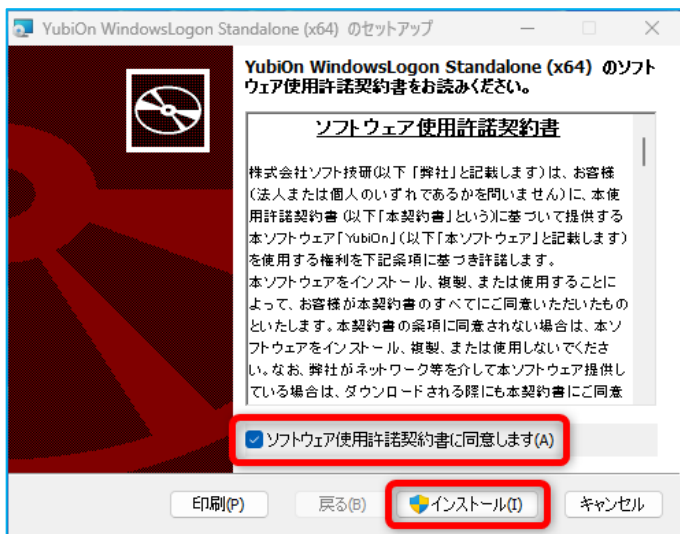 YubiOn WindowsLogon Standalone (x64) のセットアップ
YubiOn WindowsLogon Standalone (x64) のソフト
ウェア使用許諾契約書をお読みください。
ソフトウェア使用許諾契約書
株式会社ソフト技研(以下「弊社」と記載します)は、お客様
(法人または個人のいずれであるかを問いません)に、本使
用許諾契約書 (以下「本契約書」という)に基づいて提供する
本ソフトウェア「YubiOn」(以下「本ソフトウェア」と記載します)
を使用する権利を下記条項に基づき許諾します。
本ソフトウェアをインストール、複製、または使用することに
よって、お客様が本契約書のすべてにご同意いただいたもの
といたします。本契約書の条項に同意されない場合は、本ソ
フトウェアをインストール、複製、または使用しないでくださ
い。なお、弊社がネットワーク等を介して本ソフトウェア提供し
ている場合は、ダウンロードされる際にも本契約書にご同意
ソフトウェア使用許諾契約書に同意します(A)
印刷(P) 戻る(B) インストール(I) キャンセル